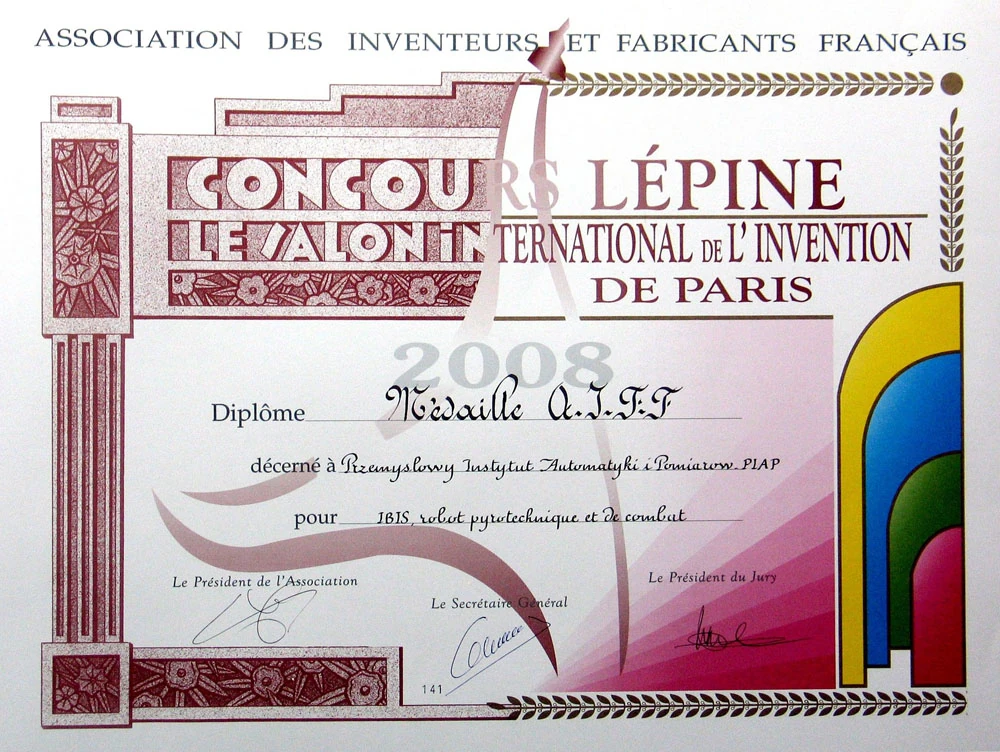 ASSOCIATION DES INVENTEURS ET FABRICANTS FRANÇAIS
CONCOURS LÉPINE
LE SALON INTERNATIONAL DE L'INVENTION
DE PARIS
2008
Diplôme Médaille A.I.F.F
décerné à Przemyslowy Instytut Automatyki i Pomiarow-PIAP
pour IBIS, robot pyrotechnique et de combat
Le Président de l'Association
Le Président du Jury
Le Secrétaire Général
141